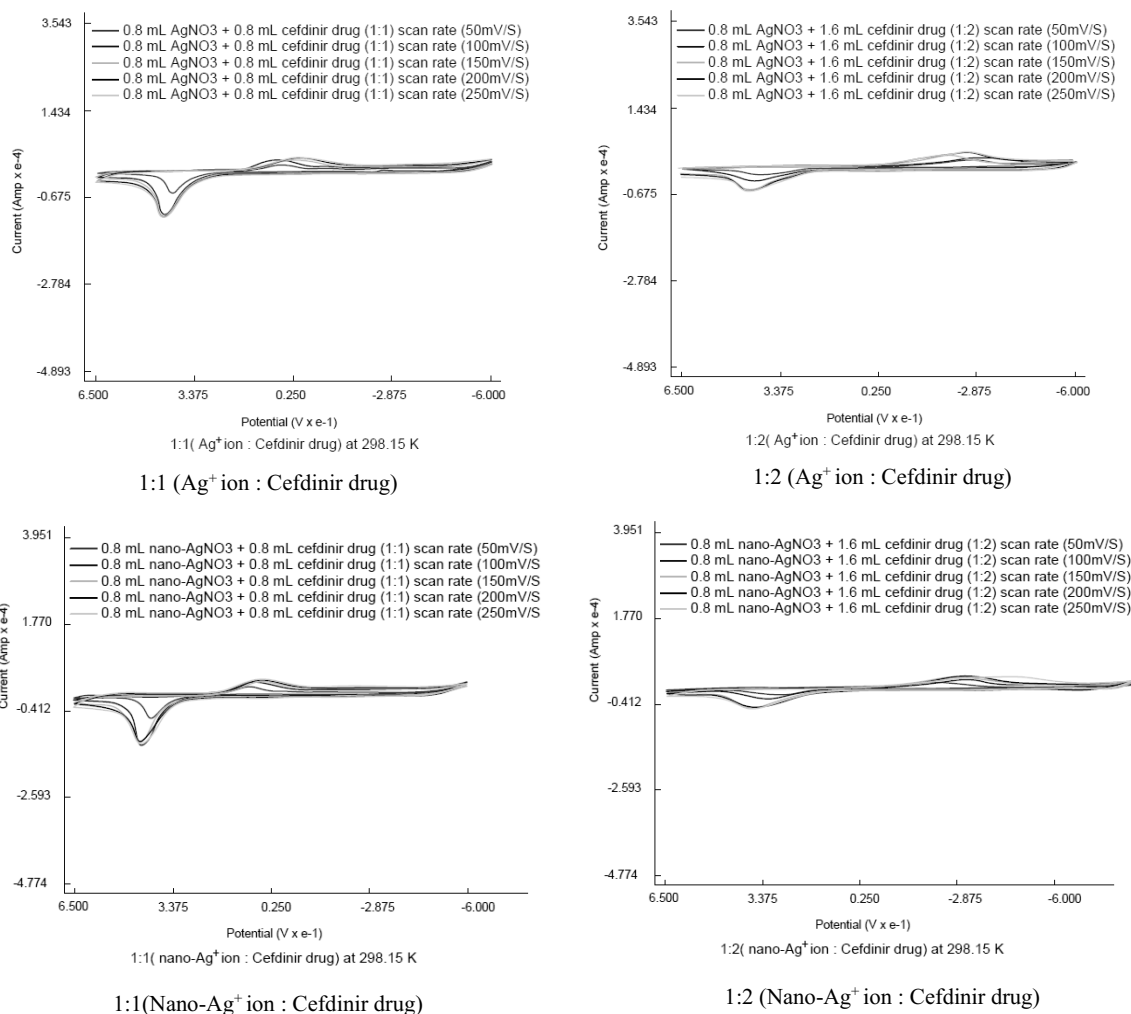 3.543
1.434
-0.675
-2.784
-4.893
Current (Amp x e-4)
0.8 mL AgNO3 + 0.8 mL cefdinir drug (1:1) scan rate (50mV/S)
0.8 mL AgNO3 + 0.8 mL cefdinir drug (1:1) scan rate (100mV/S)
0.8 mL AgNO3 + 0.8 mL cefdinir drug (1:1) scan rate (150mV/S)
0.8 mL AgNO3 + 0.8 mL cefdinir drug (1:1) scan rate (200mV/S)
0.8 mL AgNO3 + 0.8 mL cefdinir drug (1:1) scan rate (250mV/S)
6.500 3.375 0.250 -2.875 -6.000
Potential (V x e-1)
1:1( Ag⁺ ion : Cefdinir drug) at 298.15 K
1:1 (Ag⁺ ion : Cefdinir drug)
3.543
1.434
-0.675
-2.784
-4.893
Current (Amp x e-4)
0.8 mL AgNO3 + 1.6 mL cefdinir drug (1:2) scan rate (50mV/S)
0.8 mL AgNO3 + 1.6 mL cefdinir drug (1:2) scan rate (100mV/S)
0.8 mL AgNO3 + 1.6 mL cefdinir drug (1:2) scan rate (150mV/S)
0.8 mL AgNO3 + 1.6 mL cefdinir drug (1:2) scan rate (200mV/S)
0.8 mL AgNO3 + 1.6 mL cefdinir drug (1:2) scan rate (250mV/S)
6.500 3.375 0.250 -2.875 -6.000
Potential (V x e-1)
1:2( Ag⁺ ion : Cefdinir drug) at 298.15 K
1:2 (Ag⁺ ion : Cefdinir drug)
3.951
1.770
-0.412
-2.593
-4.774
Current (Amp x e-4)
0.8 mL nano-AgNO3 + 0.8 mL cefdinir drug (1:1) scan rate (50mV/S)
0.8 mL nano-AgNO3 + 0.8 mL cefdinir drug (1:1) scan rate (100mV/S
0.8 mL nano-AgNO3 + 0.8 mL cefdinir drug (1:1) scan rate (150mV/S
0.8 mL nano-AgNO3 + 0.8 mL cefdinir drug (1:1) scan rate (200mV/S
0.8 mL nano-AgNO3 + 0.8 mL cefdinir drug (1:1) scan rate (250mV/S
6.500 3.375 0.250 -2.875 -6.000
Potential (V x e-1)
1:1( nano-Ag⁺ ion : Cefdinir drug) at 298.15 K
1:1(Nano-Ag⁺ ion : Cefdinir drug)
3.951
1.770
-0.412
-2.593
-4.774
Current (Amp x e-4)
0.8 mL nano-AgNO3 + 1.6 mL cefdinir drug (1:2) scan rate (50mV/S)
0.8 mL nano-AgNO3 + 1.6 mL cefdinir drug (1:2) scan rate (100mV/S)
0.8 mL nano-AgNO3 + 1.6 mL cefdinir drug (1:2) scan rate (150mV/S)
0.8 mL nano-AgNO3 + 1.6 mL cefdinir drug (1:2) scan rate (200mV/S)
0.8 mL nano-AgNO3 + 1.6 mL cefdinir drug (1:2) scan rate (250mV/S)
6.500 3.375 0.250 -2.875 -6.000
Potential (V x e-1)
1:2( nano-Ag⁺ ion : Cefdinir drug) at 298.15 K
1:2 (Nano-Ag⁺ ion : Cefdinir drug)